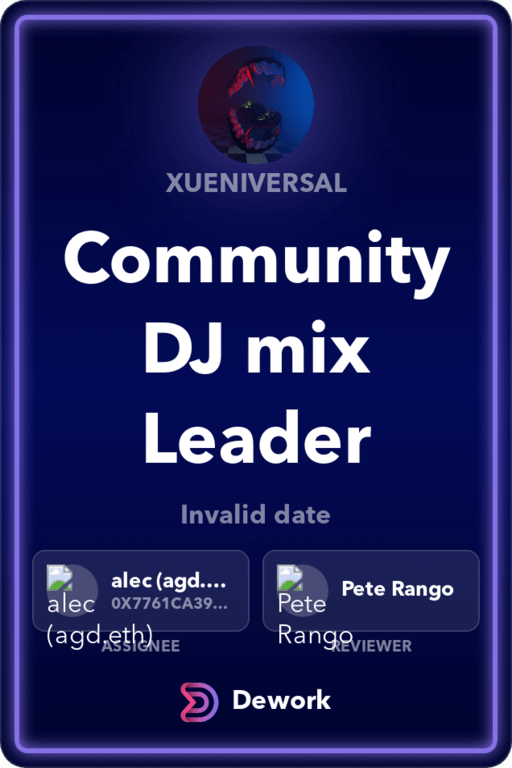 XUENIVERSAL
Community
DJ mix
Leader
Invalid date
alec (agd....
0X7761CA39...
alec
(agd.eth)
ASSIGNEE
Pete Rango
Pete
Rango
REVIEWER
Dework